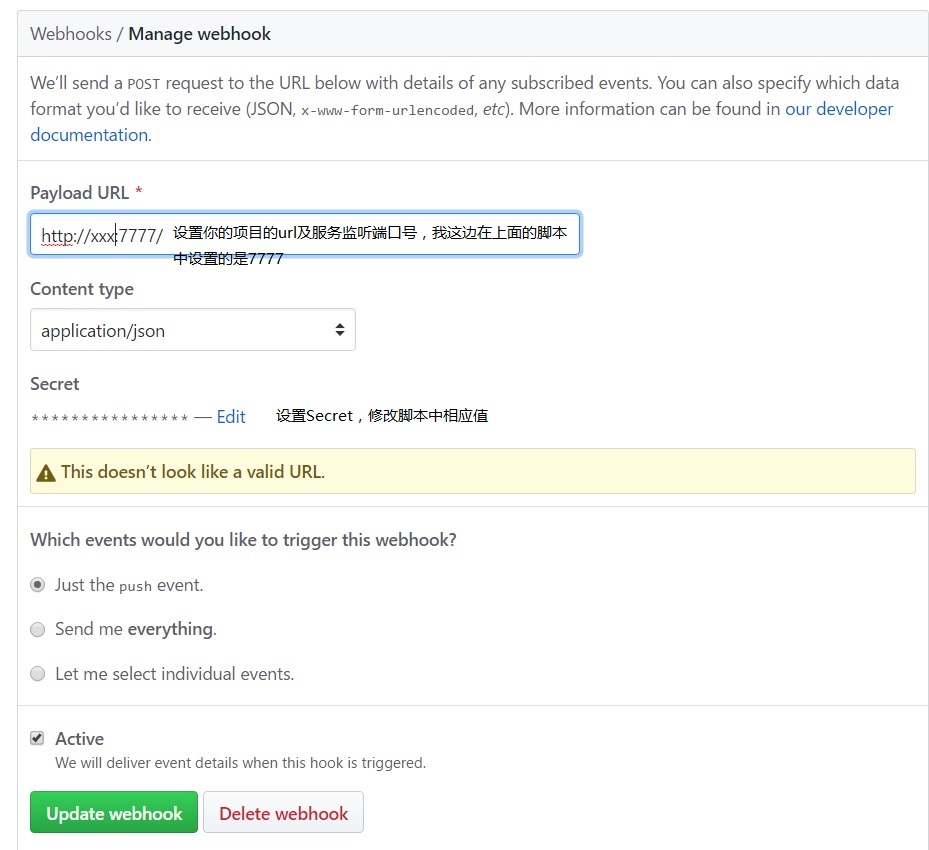 Webhooks / Manage webhook
We’ll send a POST request to the URL below with details of any subscribed events. You can also specify which data
format you’d like to receive (JSON, x-www-form-urlencoded, etc). More information can be found in our developer
documentation.
Payload URL *
http://xxx:7777/ 设置你的项目的url及服务监听端口号，我这边在上面的脚本
中设置的是7777
Content type
application/json
Secret
**************** — Edit 设置Secret，修改脚本中相应值
This doesn’t look like a valid URL.
Which events would you like to trigger this webhook?
Just the push event.
Send me everything.
Let me select individual events.
Active
We will deliver event details when this hook is triggered.
Update webhook Delete webhook